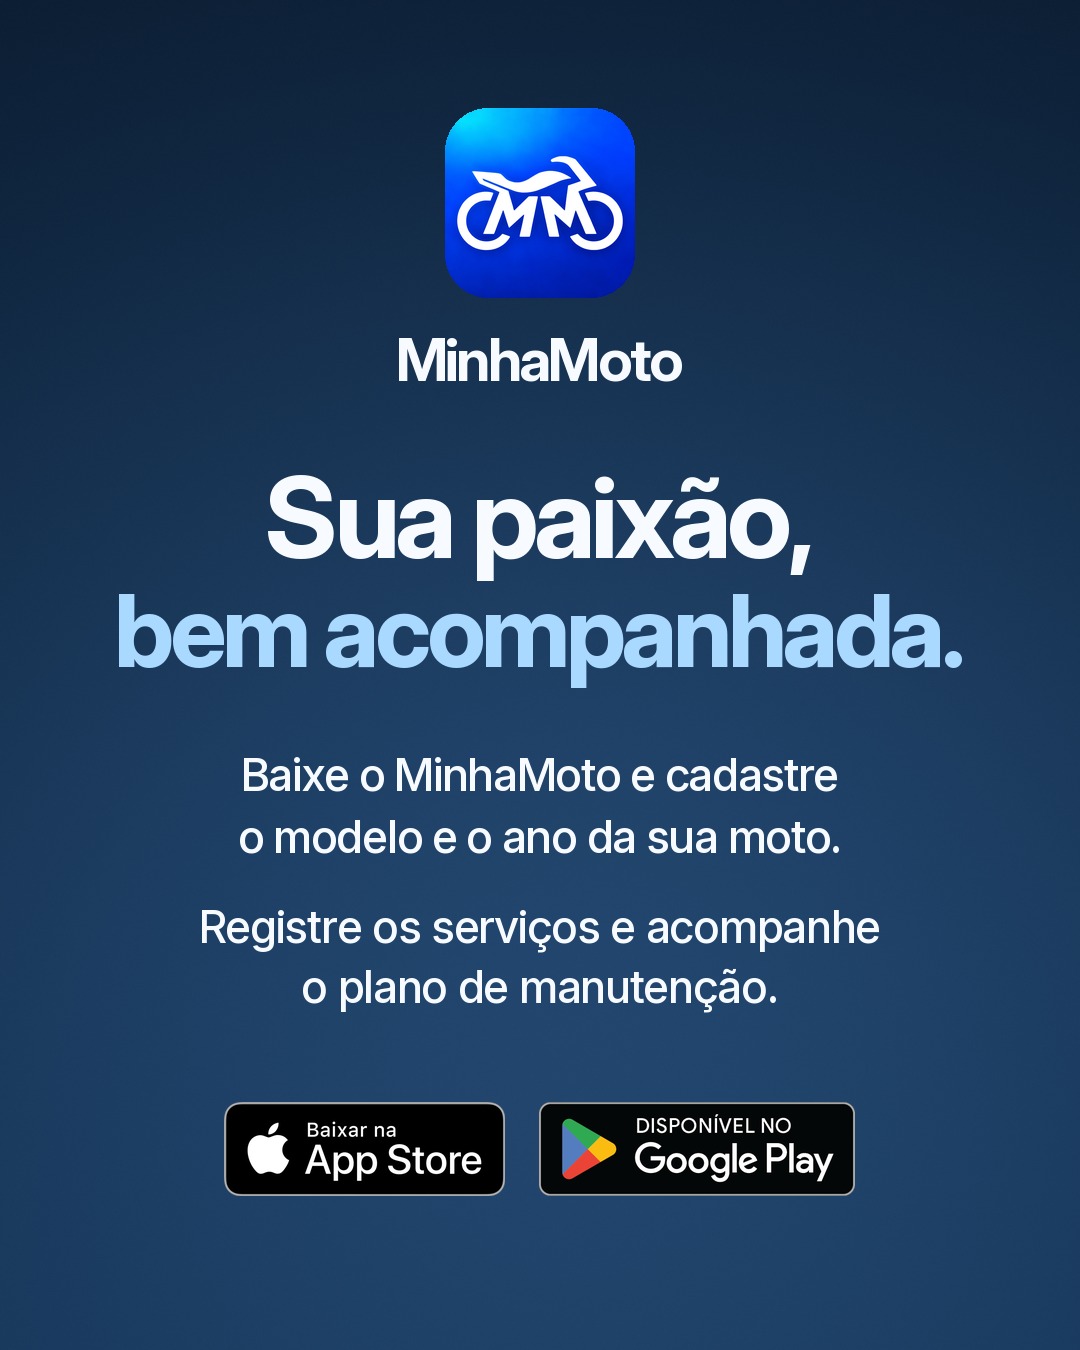 MM
MinhaMoto
Sua paixão,
bem acompanhada.
Baixe o MinhaMoto e cadastre
o modelo e o ano da sua moto.
Registre os serviços e acompanhe
o plano de manutenção.
Baixar na
App Store
DISPONÍVEL NO
Google Play